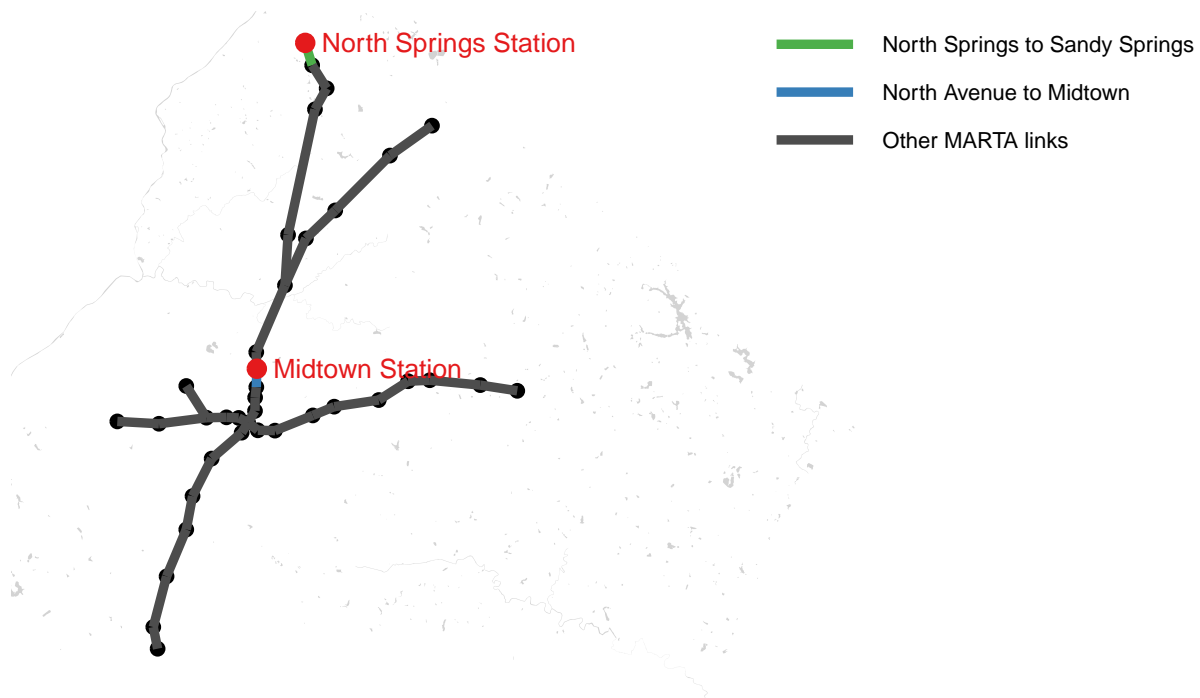 North Springs Station
North Springs to Sandy Springs
North Avenue to Midtown
Other MARTA links
Midtown Station